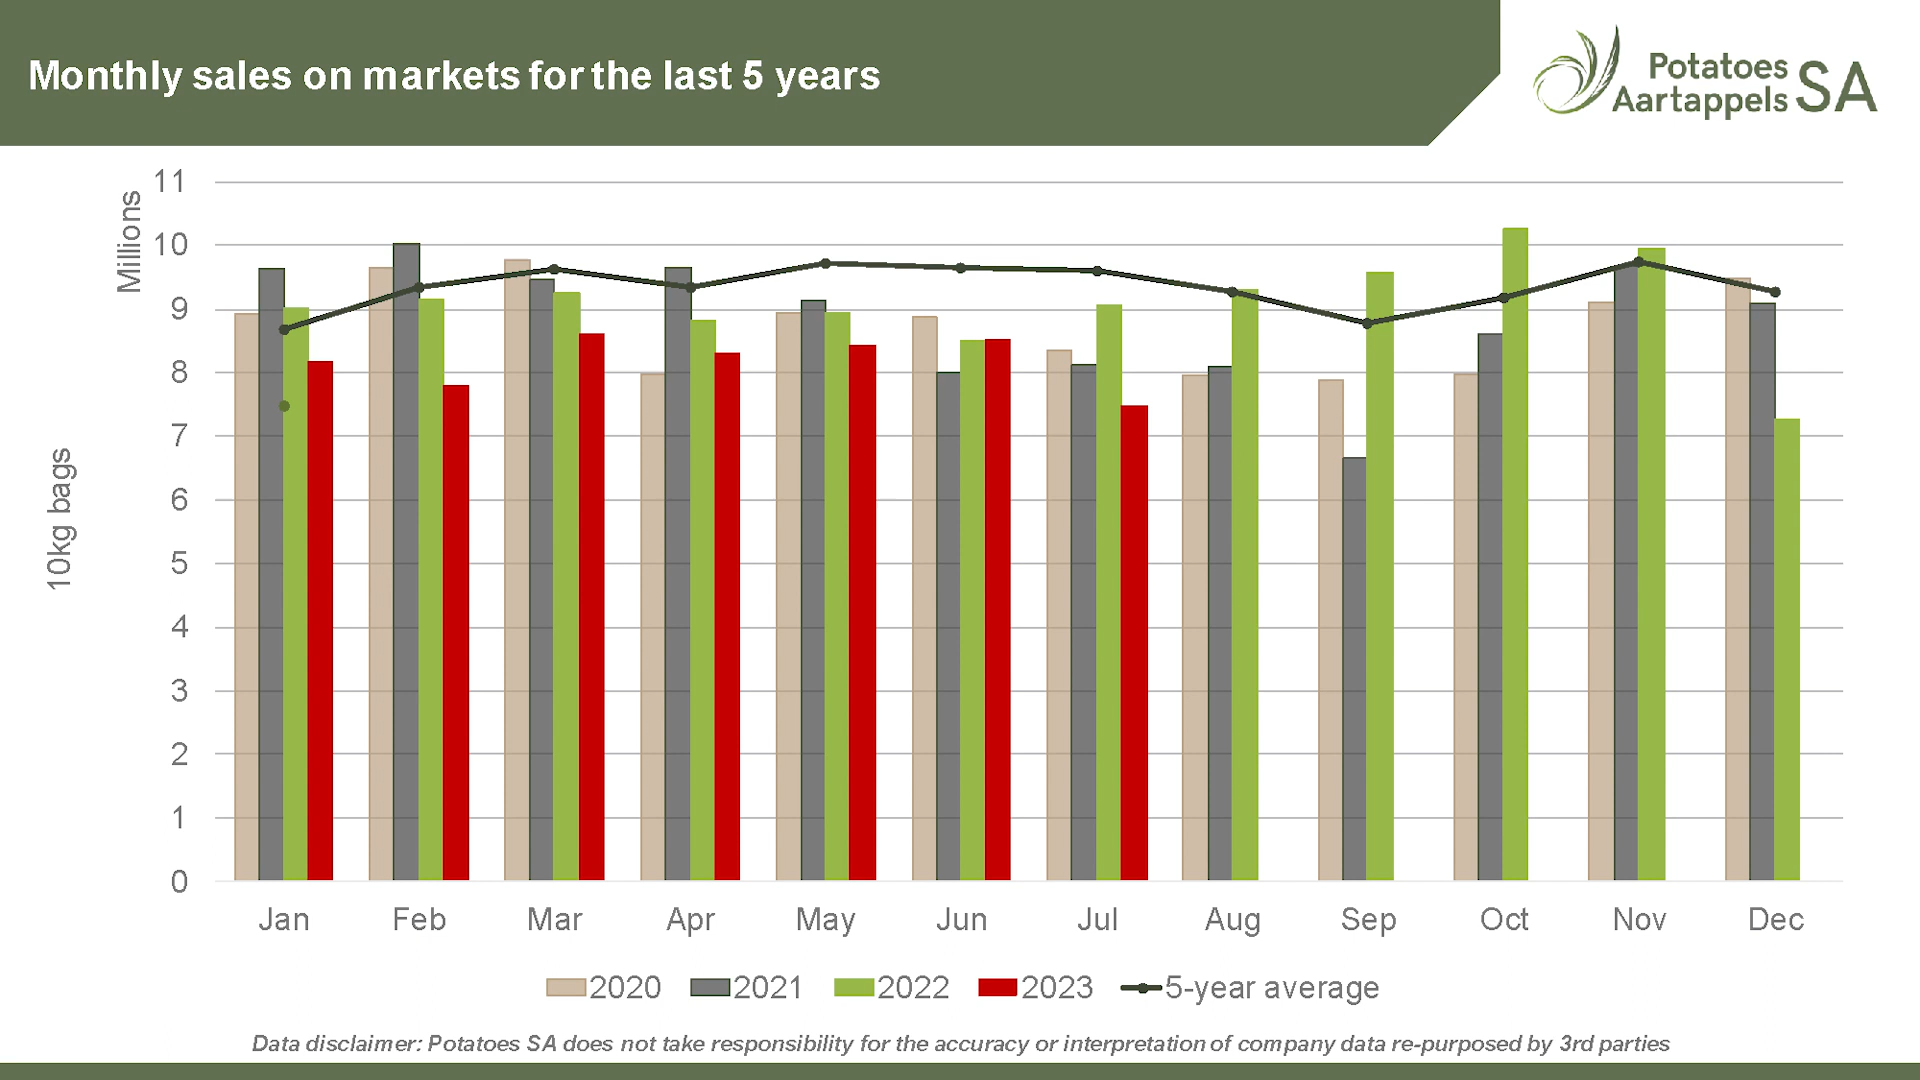 Monthly sales on markets for the last 5 years
Potatoes
Aartappels SA
Millions
10kg bags
11
10
9
8
7
6
5
4
3
2
1
0
Jan Feb Mar Apr May Jun Jul Aug Sep Oct Nov Dec
2020 2021 2022 2023 5-year average
Data disclaimer: Potatoes SA does not take responsibility for the accuracy or interpretation of company data re-purposed by 3rd parties